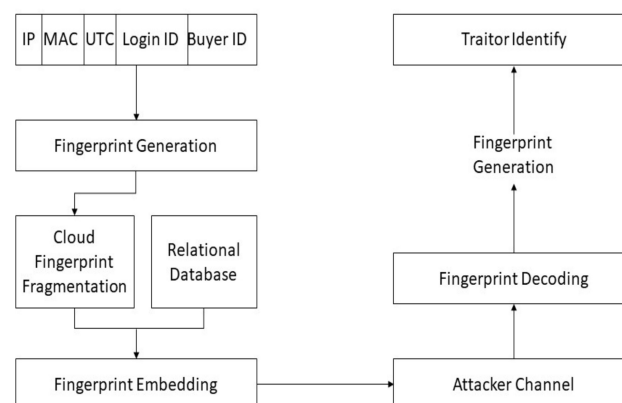 IP MAC UTC Login ID Buyer ID
Fingerprint Generation
Cloud
Fingerprint
Fragmentation
Relational
Database
Fingerprint Embedding
Traitor Identify
Fingerprint
Generation
Fingerprint Decoding
Attacker Channel